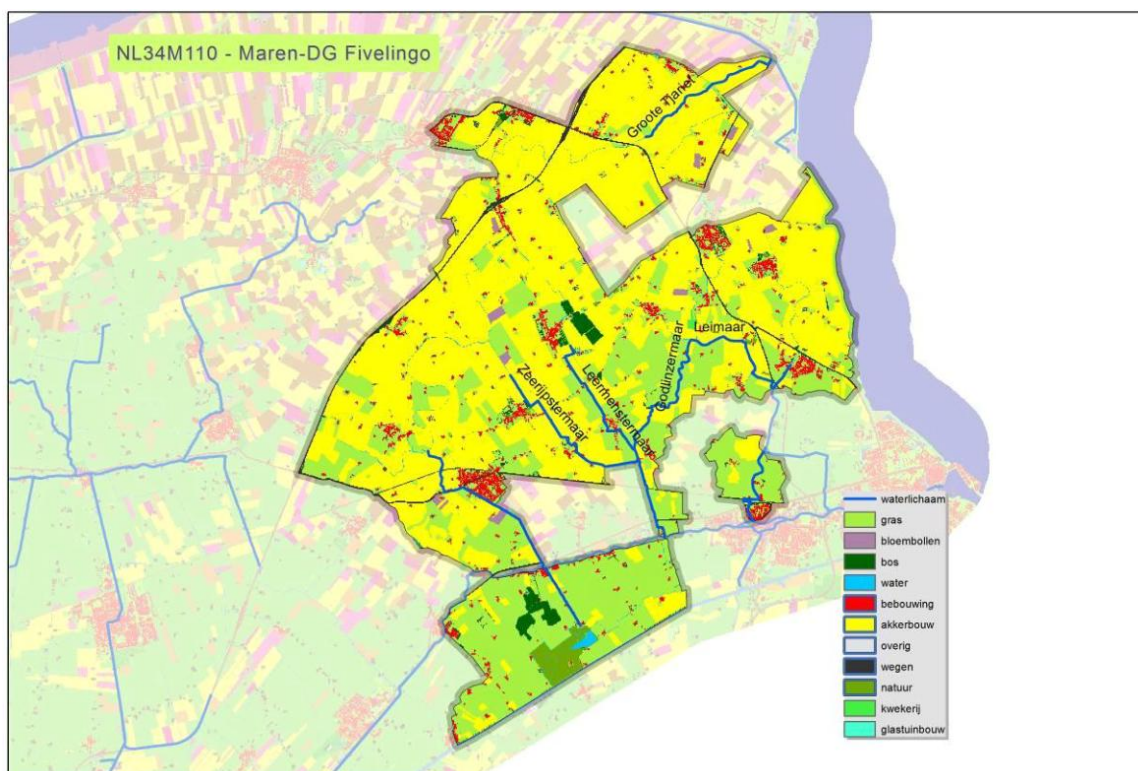 NL34M110 - Maren-DG Fivelingo
Groote Tjariet
Leimaar
Godlinzermaar
Leermenstermaar
Zeerijpstermaar
waterlichaam
gras
bloembollen
bos
water
bebouwing
akkerbouw
overig
wegen
natuur
kwekerij
glastuinbouw